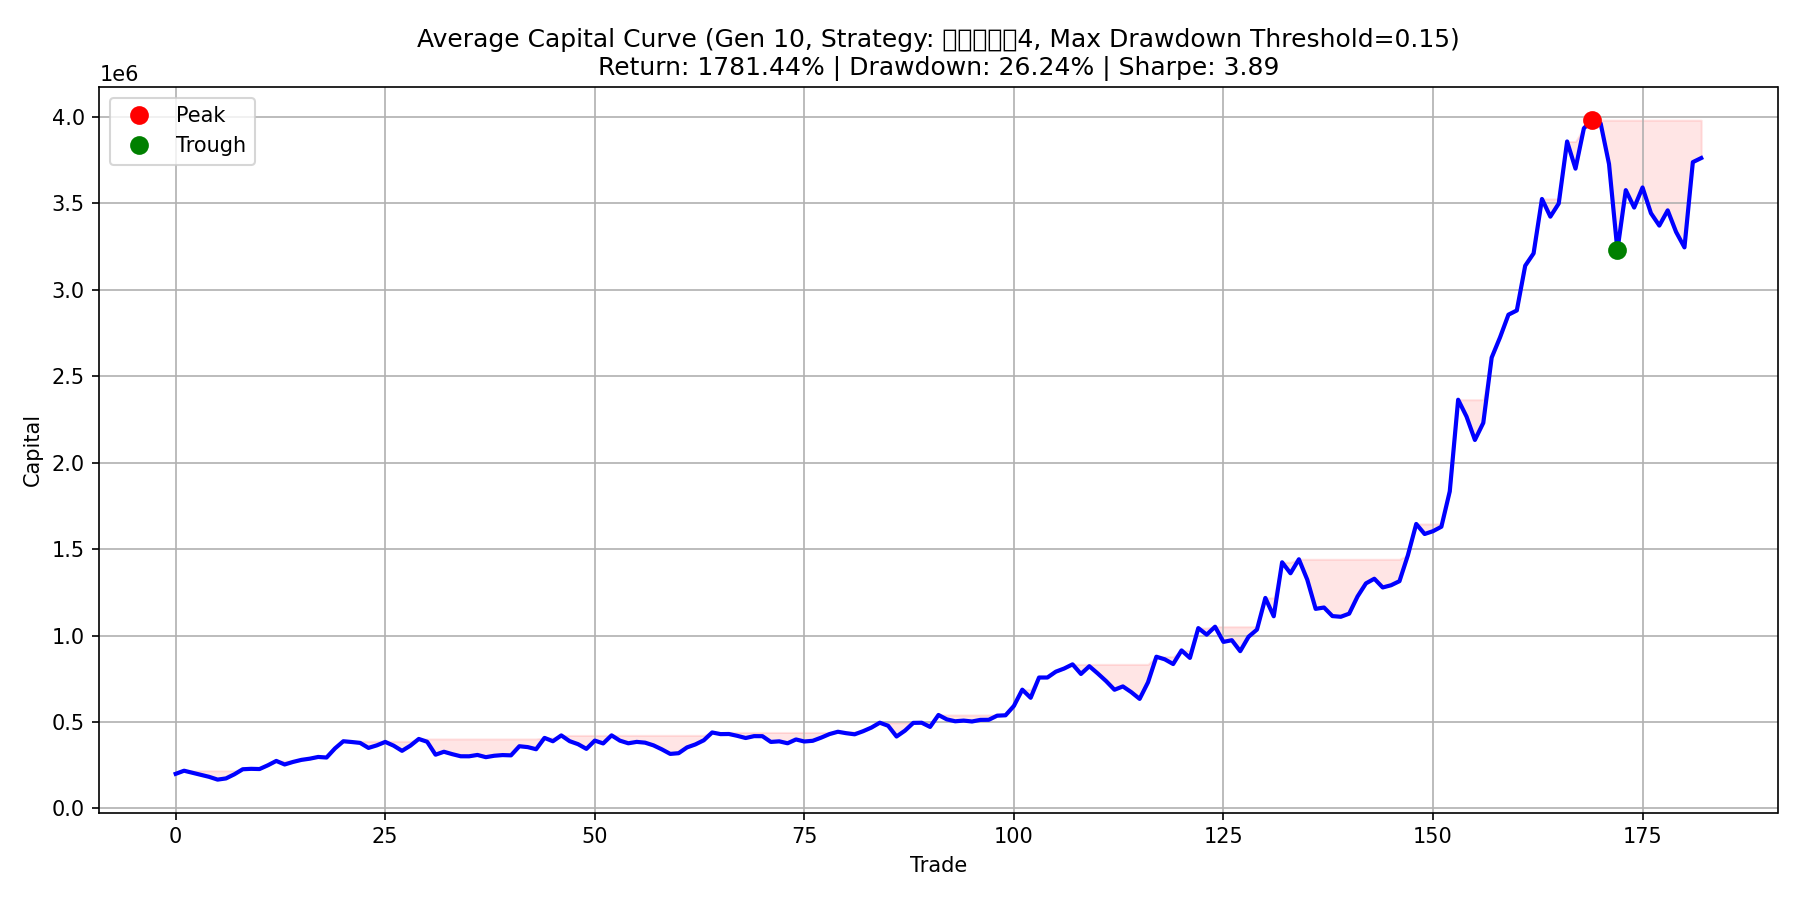 Average Capital Curve (Gen 10, Strategy: 4, Max Drawdown Threshold=0.15)
Return: 1781.44% | Drawdown: 26.24% | Sharpe: 3.89
1e6
Peak
Trough
4.0
3.5
3.0
2.5
2.0
1.5
1.0
0.5
0.0
Capital
0 25 50 75 100 125 150 175
Trade